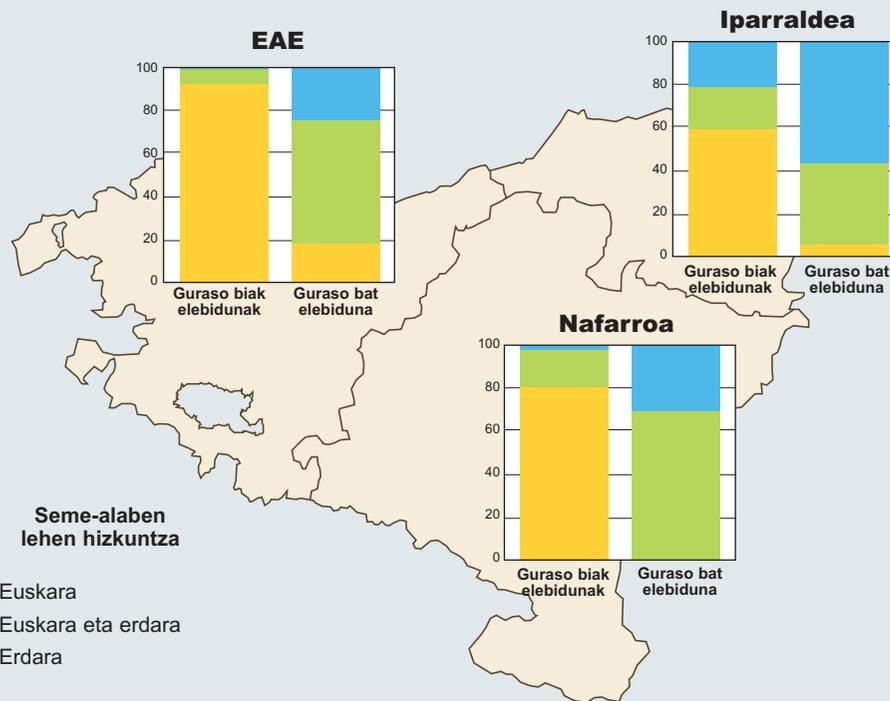 Iparraldea
100
80
60
40
20
0
Guraso biak
elebidunak
Guraso bat
elebiduna
EAE
100
80
60
40
20
0
Guraso biak
elebidunak
Guraso bat
elebiduna
Nafarroa
100
80
60
40
20
0
Guraso biak
elebidunak
Guraso bat
elebiduna
Seme-alaben
lehen hizkuntza
Euskara
Euskara eta erdara
Erdara